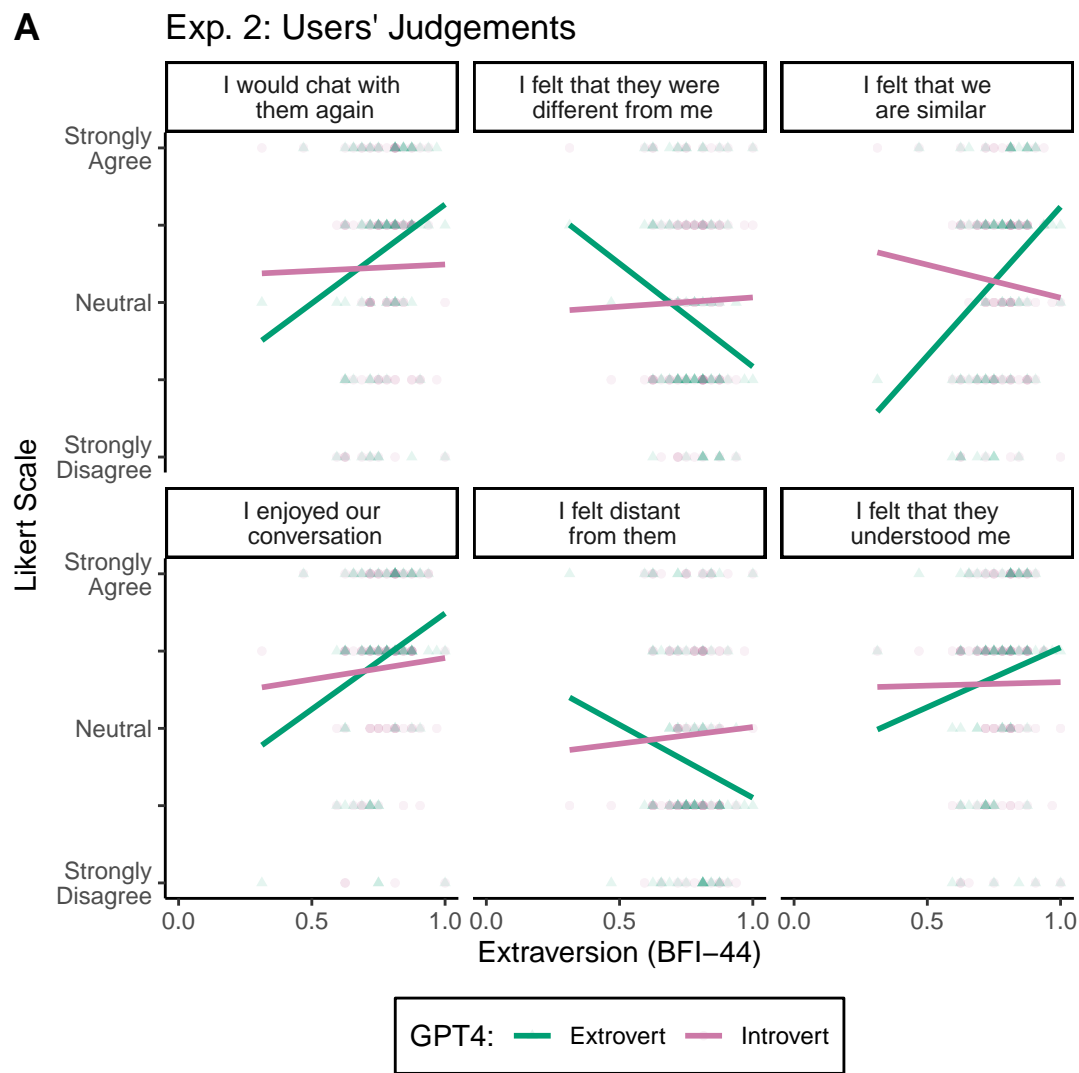 A
Exp. 2: Users' Judgements
I would chat with
them again
I felt that they were
different from me
I felt that we
are similar
Strongly
Agree
Neutral
Strongly
Disagree
Likert Scale
I enjoyed our
conversation
I felt distant
from them
I felt that they
understood me
Strongly
Agree
Neutral
Strongly
Disagree
0.0 0.5 1.0 0.0 0.5 1.0 0.0 0.5 1.0
Extraversion (BFI−44)
GPT4: Extrovert Introvert